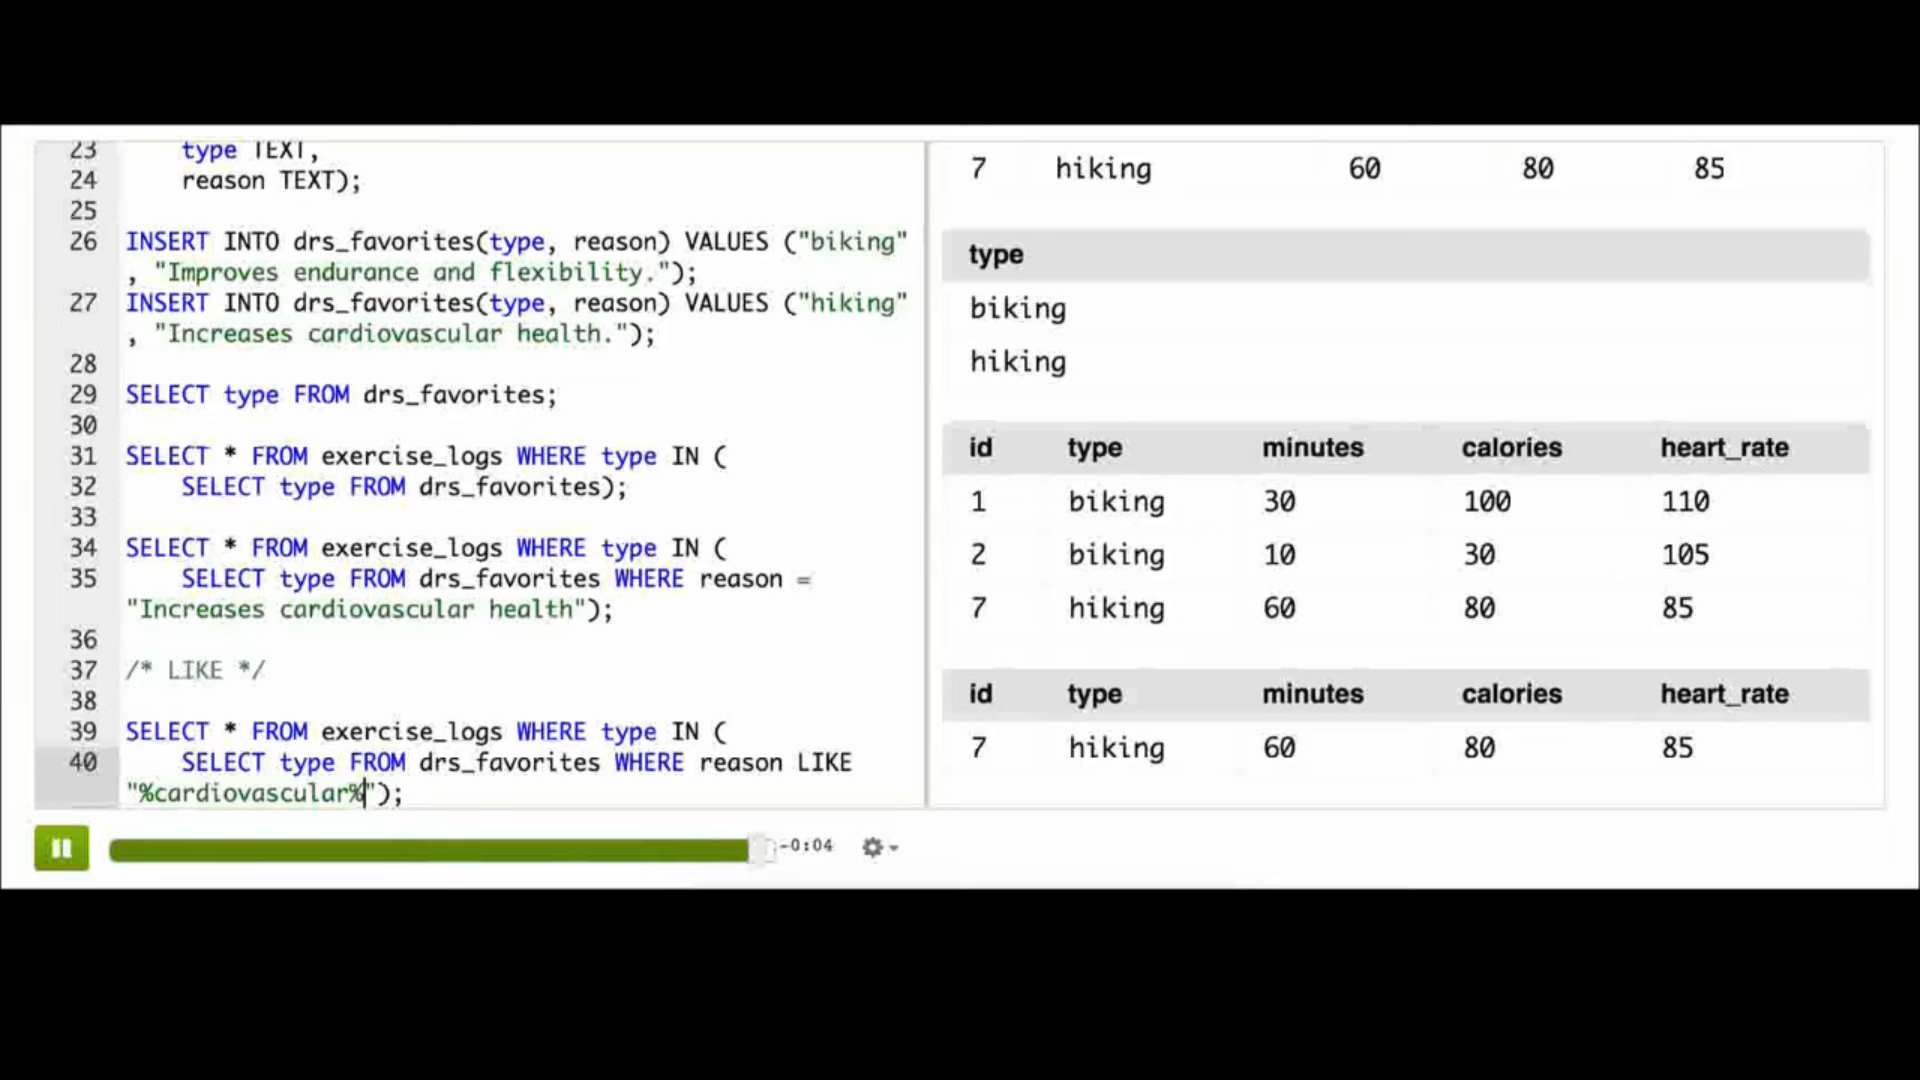 23 type TEXT,
24 reason TEXT);
25
26 INSERT INTO drs_favorites(type, reason) VALUES ("biking"
, "Improves endurance and flexibility.");
27 INSERT INTO drs_favorites(type, reason) VALUES ("hiking"
, "Increases cardiovascular health.");
28
29 SELECT type FROM drs_favorites;
30
31 SELECT * FROM exercise_logs WHERE type IN (
32 SELECT type FROM drs_favorites);
33
34 SELECT * FROM exercise_logs WHERE type IN (
35 SELECT type FROM drs_favorites WHERE reason =
"Increases cardiovascular health");
36
37 /* LIKE */
38
39 SELECT * FROM exercise_logs WHERE type IN (
40 SELECT type FROM drs_favorites WHERE reason LIKE
"%cardiovascular%");
-0:04
7 hiking 60 80 85
type
biking
hiking
id type minutes calories heart_rate
1 biking 30 100 110
2 biking 10 30 105
7 hiking 60 80 85
id type minutes calories heart_rate
7 hiking 60 80 85